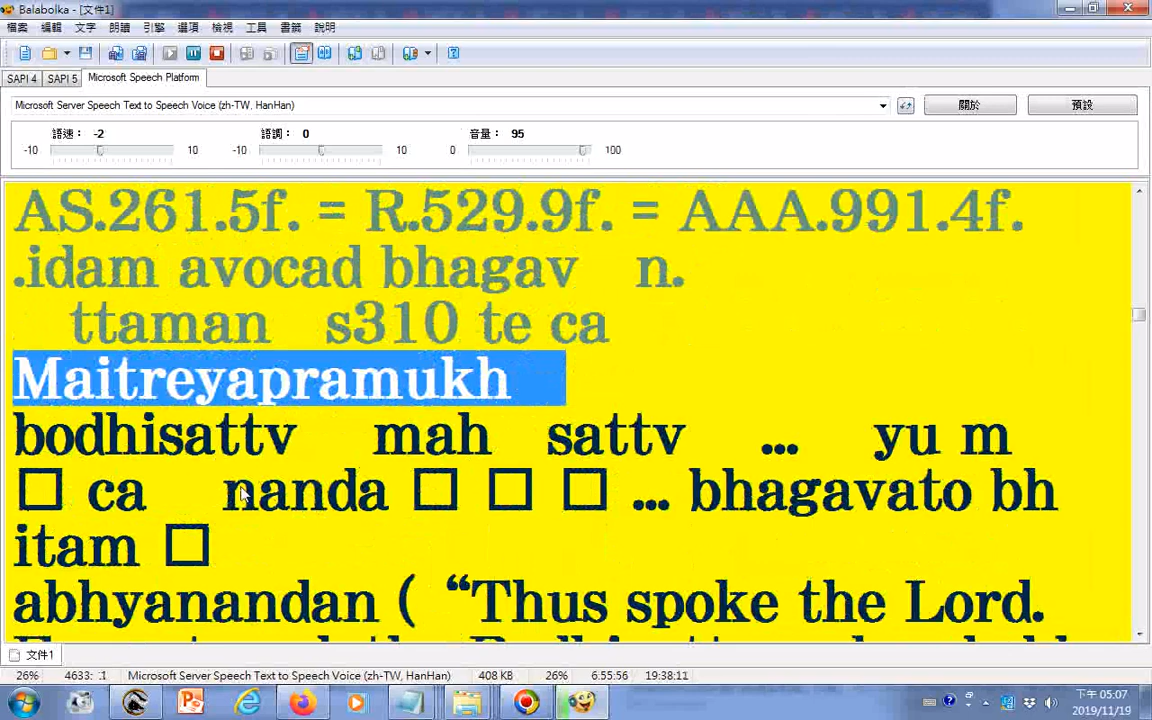 Balabolka - [文件1]
檔案 編輯 文字 朗讀 引擎 選項 檢視 工具 書籤 說明
SAPI 4 SAPI 5 Microsoft Speech Platform
Microsoft Server Speech Text to Speech Voice (zh-TW, HanHan) 關於 預設
語速： -2 語調： 0 音量： 95
-10 10 -10 10 0 100
AS.261.5f. = R.529.9f. = AAA.991.4f.
.idam avocad bhagav n.
ttaman s310 te ca
Maitreyapramukh
bodhisattv mah sattv ... yu m
□ ca nanda □ □ □ ... bhagavato bh
itam □
abhyanandan ( “Thus spoke the Lord.
文件1
26% 4633: :1 Microsoft Server Speech Text to Speech Voice (zh-TW, HanHan) 408 KB 26% 6:55:56 19:38:11
下午 05:07
2019/11/19